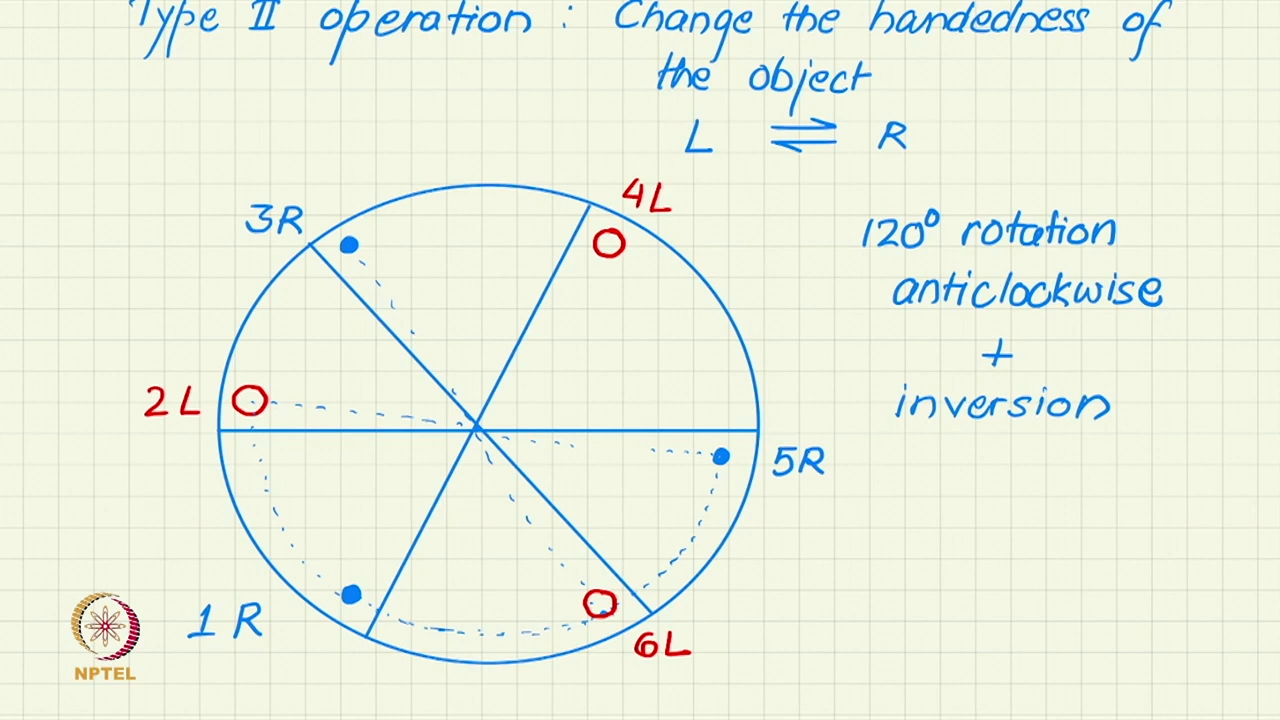 Type II operation : Change the handedness of
the object
L ⇌ R
4L
3R
120° rotation
anticlockwise
+
inversion
2L
5R
1R
6L
NPTEL